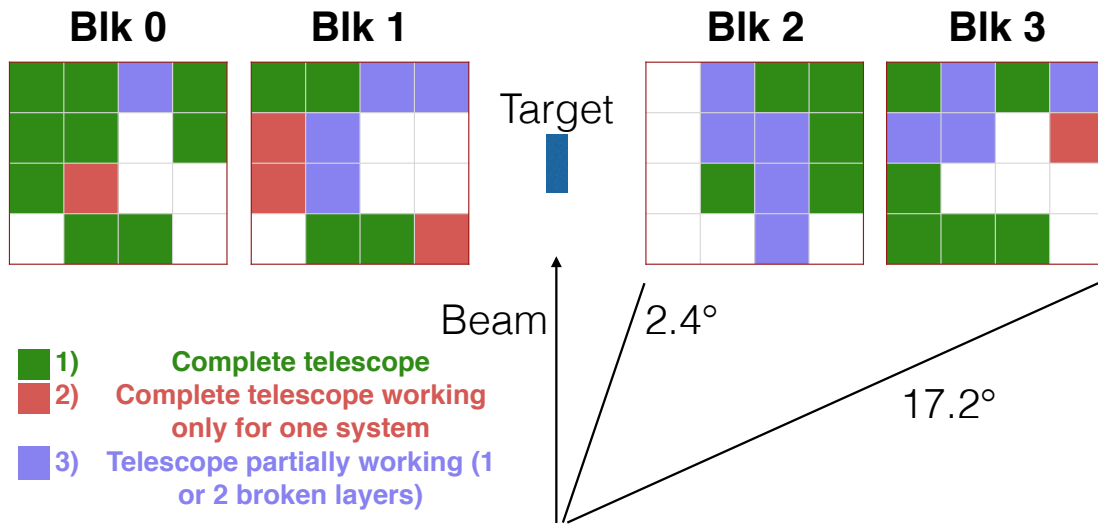 Blk 0
Blk 1
Blk 2
Blk 3
Target
Beam
2.4°
17.2°
1) Complete telescope
2) Complete telescope working
only for one system
3) Telescope partially working (1
or 2 broken layers)